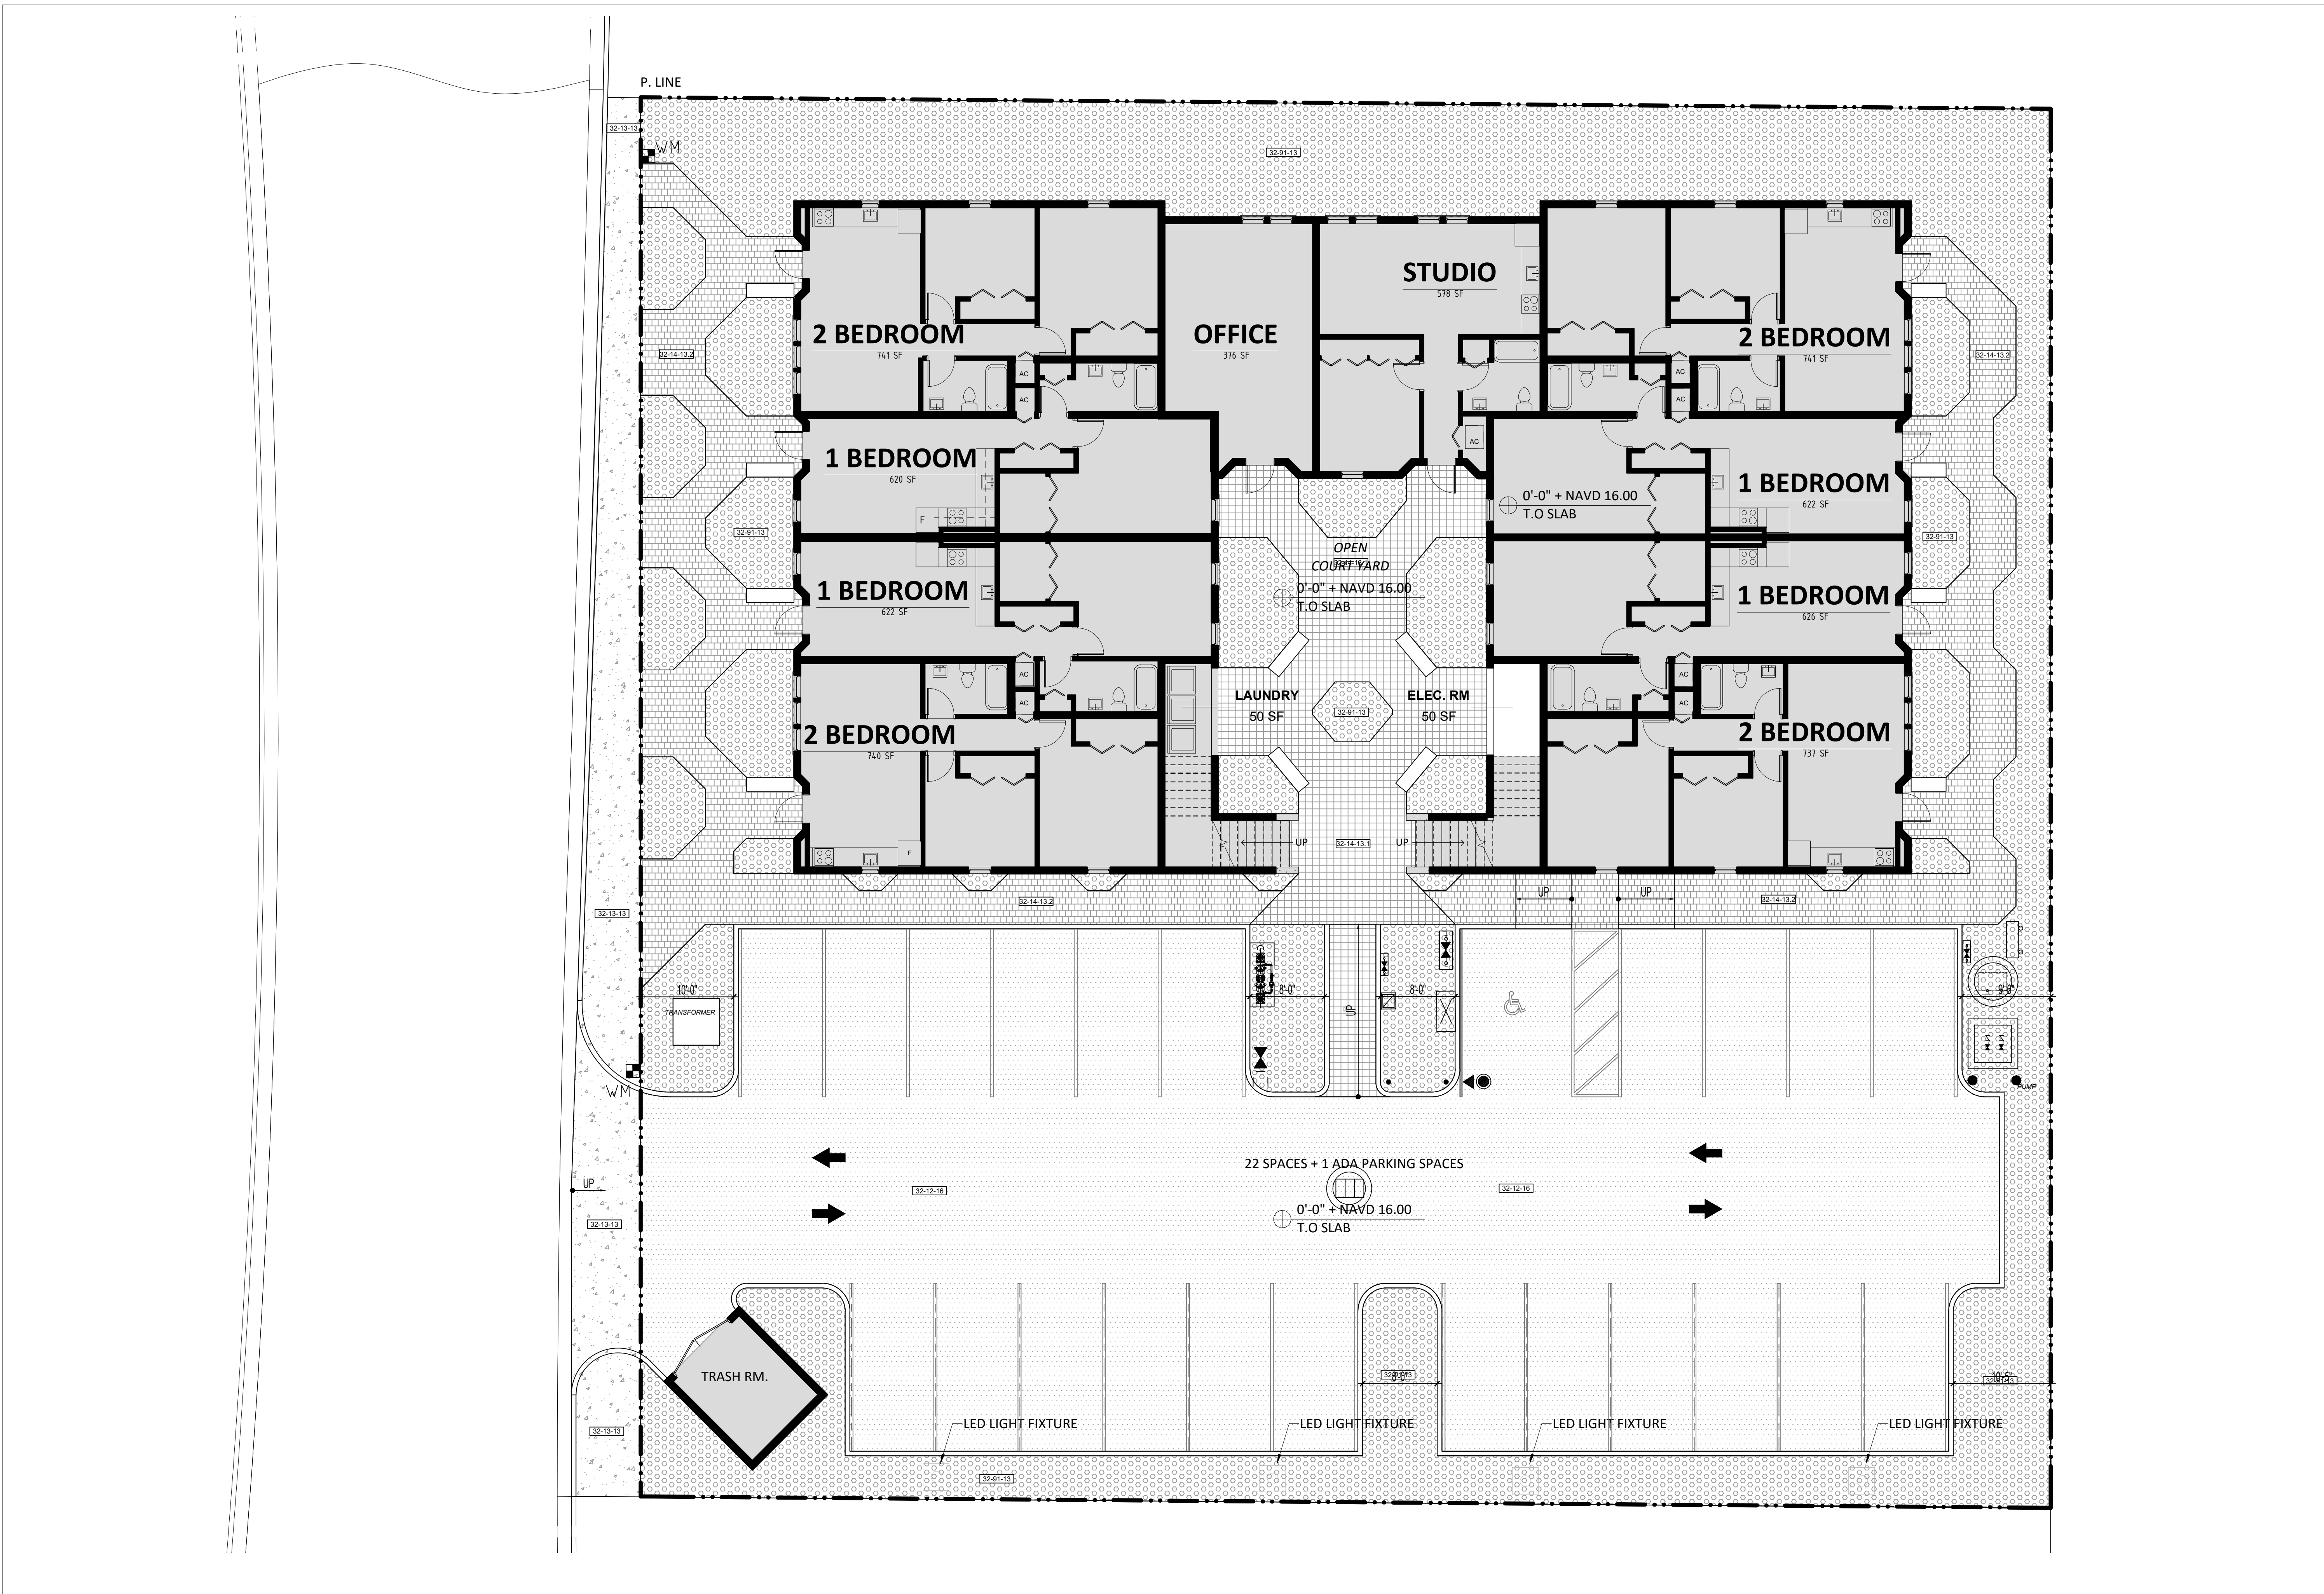 P. LINE
32-13-13
WM
32-91-13
STUDIO
578 SF
2 BEDROOM
741 SF
OFFICE
376 SF
2 BEDROOM
741 SF
32-14-13.2
32-14-13.2
AC
AC
AC
AC
AC
1 BEDROOM
620 SF
1 BEDROOM
622 SF
0'-0" + NAVD 16.00
T.O SLAB
F
32-91-13
32-91-13
OPEN
COURT YARD
0'-0" + NAVD 16.00
T.O SLAB
1 BEDROOM
622 SF
1 BEDROOM
626 SF
AC
AC
AC
AC
LAUNDRY
50 SF
32-91-13
ELEC. RM
50 SF
2 BEDROOM
740 SF
2 BEDROOM
737 SF
F
UP
32-14-13.1
UP
UP
UP
32-14-13.2
32-14-13.2
32-13-13
10'-0"
TRANSFORMER
8'-0"
UP
8'-0"
WM
PUMP
22 SPACES + 1 ADA PARKING SPACES
UP
32-12-16
32-12-16
0'-0" + NAVD 16.00
T.O SLAB
32-13-13
TRASH RM.
LED LIGHT FIXTURE
LED LIGHT FIXTURE
LED LIGHT FIXTURE
LED LIGHT FIXTURE
32-13-13
32-91-13